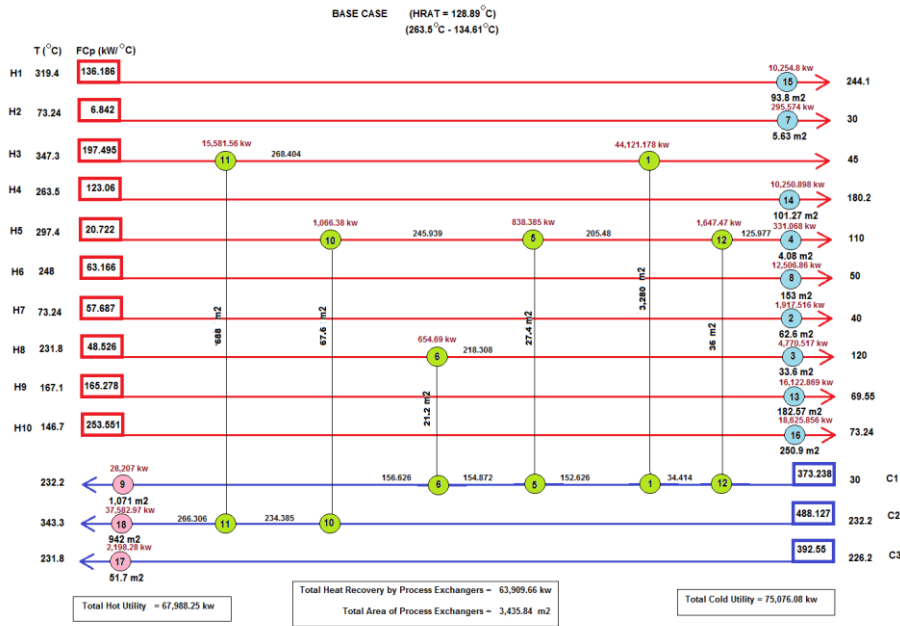 BASE CASE (HRAT = 128.89°C)
(263.5°C - 134.61°C)
T (°C) FCp (kW/°C)
H1 319.4 136.186 10,254.8 kw 15 93.8 m2 244.1
H2 73.24 6.842 295.574 kw 7 5.63 m2 30
H3 347.3 197.495 15,581.56 kw 11 268.404 44,121.178 kw 1 45
H4 263.5 123.06 10,250.898 kw 14 101.27 m2 180.2
H5 297.4 20.722 1,066.38 kw 10 245.939 838.385 kw 5 205.48 1,647.47 kw 12 125.977 331.068 kw 4 4.08 m2 110
H6 248 63.166 12,506.86 kw 8 153 m2 50
H7 73.24 57.687 1,917.516 kw 2 62.6 m2 40
H8 231.8 48.526 654.69 kw 6 218.308 4,770.517 kw 3 33.6 m2 120
H9 167.1 165.278 16,122.869 kw 13 182.57 m2 69.55
H10 146.7 253.551 18,625.856 kw 16 250.9 m2 73.24
688 m2
67.6 m2
21.2 m2
27.4 m2
3,280 m2
36 m2
232.2 28,207 kw 9 1,071 m2 156.626 6 154.872 152.626 5 1 34.414 12 373.238 30 C1
343.3 37,582.97 kw 18 942 m2 266.306 11 234.385 10 488.127 232.2 C2
231.8 2,198.28 kw 17 51.7 m2 392.55 226.2 C3
Total Hot Utility = 67,988.25 kw
Total Heat Recovery by Process Exchangers = 63,909.66 kw
Total Area of Process Exchangers = 3,435.84 m2
Total Cold Utility = 75,076.08 kw